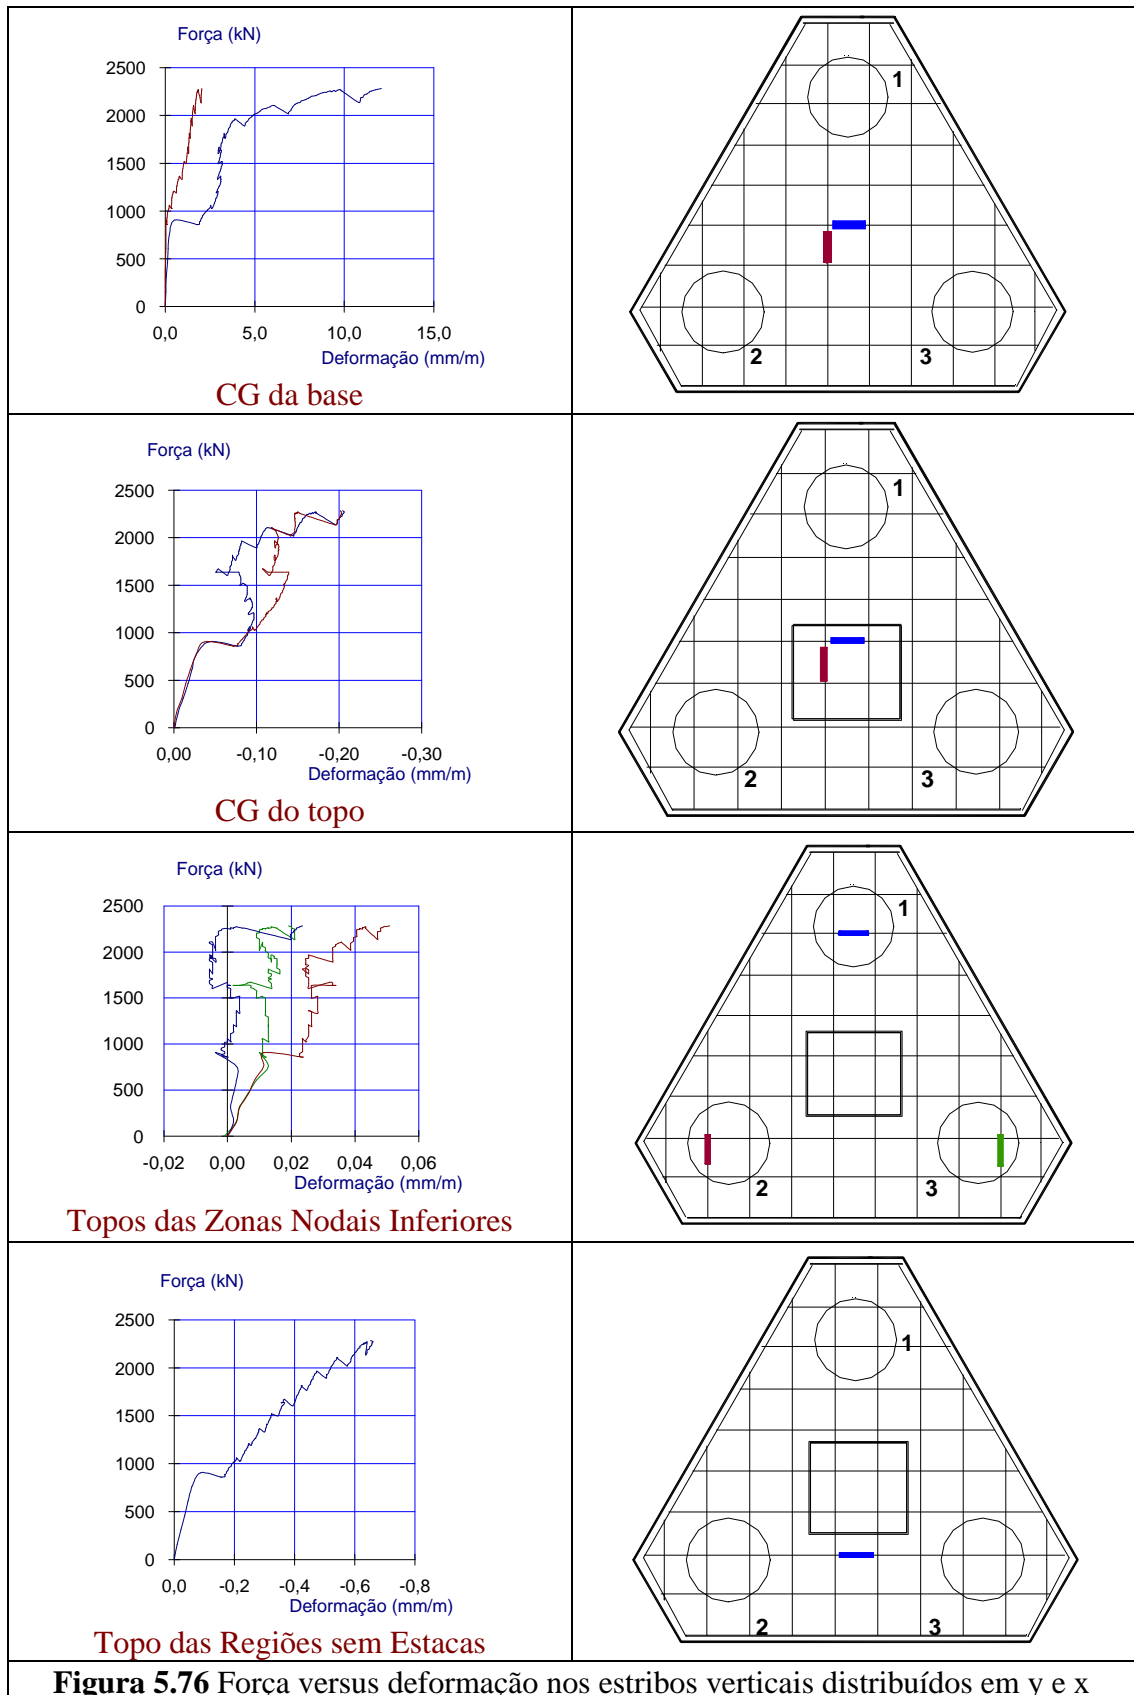 Força (kN)
2500
2000
1500
1000
500
0
0,0 5,0 10,0 15,0
Deformação (mm/m)
CG da base
1
2 3
Força (kN)
2500
2000
1500
1000
500
0
0,00 -0,10 -0,20 -0,30
Deformação (mm/m)
CG do topo
1
2 3
Força (kN)
2500
2000
1500
1000
500
0
-0,02 0,00 0,02 0,04 0,06
Deformação (mm/m)
Topos das Zonas Nodais Inferiores
1
2 3
Força (kN)
2500
2000
1500
1000
500
0
0,0 -0,2 -0,4 -0,6 -0,8
Deformação (mm/m)
Topo das Regiões sem Estacas
1
2 3
Figura 5.76 Força versus deformação nos estribos verticais distribuídos em y e x